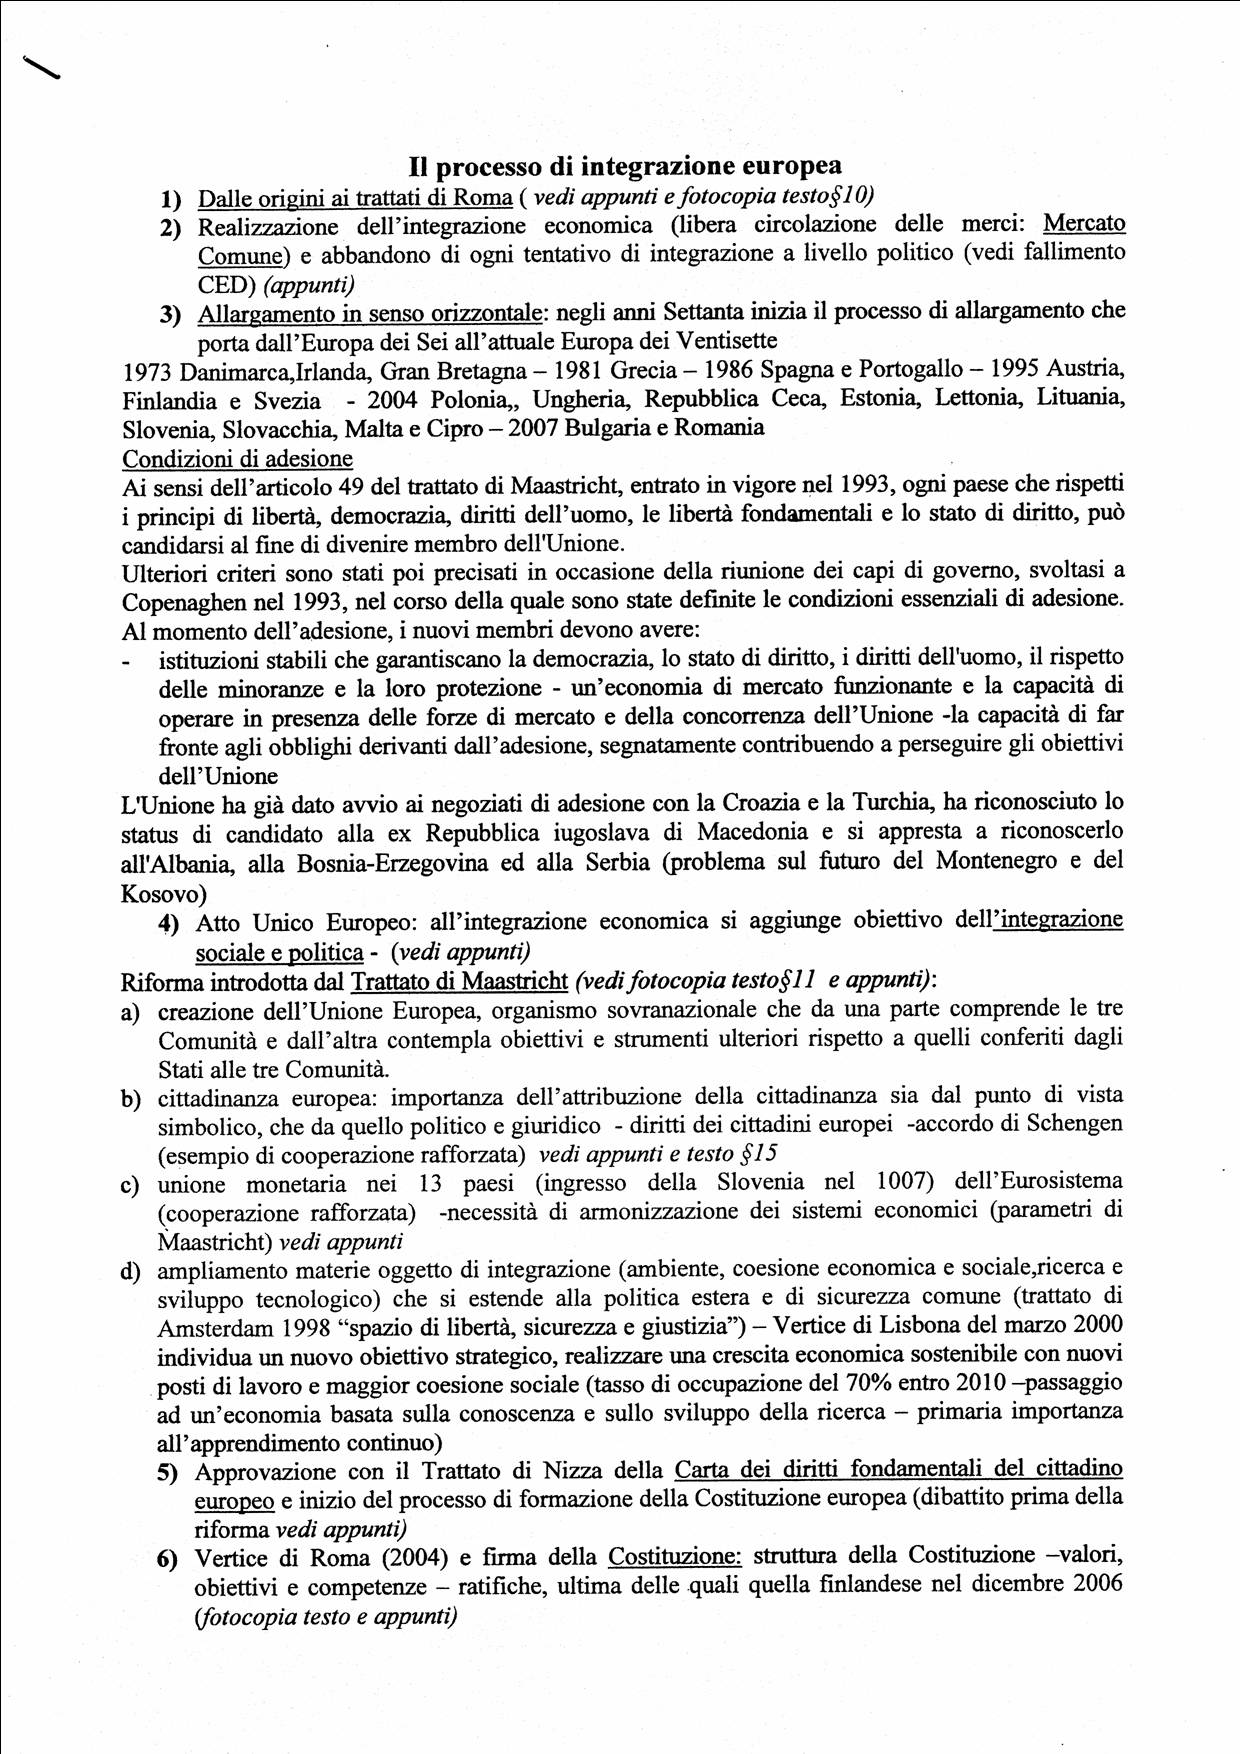 Il processo di integrazione europea
1) Dalle origini ai trattati di Roma ( vedi appunti e fotocopia testo§10)
2) Realizzazione dell’integrazione economica (libera circolazione delle merci: Mercato
Comune) e abbandono di ogni tentativo di integrazione a livello politico (vedi fallimento
CED) (appunti)
3) Allargamento in senso orizzontale: negli anni Settanta inizia il processo di allargamento che
porta dall’Europa dei Sei all’attuale Europa dei Ventisette
1973 Danimarca,Irlanda, Gran Bretagna – 1981 Grecia – 1986 Spagna e Portogallo – 1995 Austria,
Finlandia e Svezia - 2004 Polonia,, Ungheria, Repubblica Ceca, Estonia, Lettonia, Lituania,
Slovenia, Slovacchia, Malta e Cipro – 2007 Bulgaria e Romania
Condizioni di adesione
Ai sensi dell’articolo 49 del trattato di Maastricht, entrato in vigore nel 1993, ogni paese che rispetti
i principi di libertà, democrazia, diritti dell’uomo, le libertà fondamentali e lo stato di diritto, può
candidarsi al fine di divenire membro dell'Unione.
Ulteriori criteri sono stati poi precisati in occasione della riunione dei capi di governo, svoltasi a
Copenaghen nel 1993, nel corso della quale sono state definite le condizioni essenziali di adesione.
Al momento dell’adesione, i nuovi membri devono avere:
- istituzioni stabili che garantiscano la democrazia, lo stato di diritto, i diritti dell'uomo, il rispetto
delle minoranze e la loro protezione - un’economia di mercato funzionante e la capacità di
operare in presenza delle forze di mercato e della concorrenza dell’Unione -la capacità di far
fronte agli obblighi derivanti dall’adesione, segnatamente contribuendo a perseguire gli obiettivi
dell’Unione
L'Unione ha già dato avvio ai negoziati di adesione con la Croazia e la Turchia, ha riconosciuto lo
status di candidato alla ex Repubblica iugoslava di Macedonia e si appresta a riconoscerlo
all'Albania, alla Bosnia-Erzegovina ed alla Serbia (problema sul futuro del Montenegro e del
Kosovo)
4) Atto Unico Europeo: all’integrazione economica si aggiunge obiettivo dell’integrazione
sociale e politica - (vedi appunti)
Riforma introdotta dal Trattato di Maastricht (vedi fotocopia testo§11 e appunti):
a) creazione dell’Unione Europea, organismo sovranazionale che da una parte comprende le tre
Comunità e dall’altra contempla obiettivi e strumenti ulteriori rispetto a quelli conferiti dagli
Stati alle tre Comunità.
b) cittadinanza europea: importanza dell’attribuzione della cittadinanza sia dal punto di vista
simbolico, che da quello politico e giuridico - diritti dei cittadini europei -accordo di Schengen
(esempio di cooperazione rafforzata) vedi appunti e testo §15
c) unione monetaria nei 13 paesi (ingresso della Slovenia nel 1007) dell’Eurosistema
(cooperazione rafforzata) -necessità di armonizzazione dei sistemi economici (parametri di
Maastricht) vedi appunti
d) ampliamento materie oggetto di integrazione (ambiente, coesione economica e sociale,ricerca e
sviluppo tecnologico) che si estende alla politica estera e di sicurezza comune (trattato di
Amsterdam 1998 “spazio di libertà, sicurezza e giustizia”) – Vertice di Lisbona del marzo 2000
individua un nuovo obiettivo strategico, realizzare una crescita economica sostenibile con nuovi
posti di lavoro e maggior coesione sociale (tasso di occupazione del 70% entro 2010 –passaggio
ad un’economia basata sulla conoscenza e sullo sviluppo della ricerca – primaria importanza
all’apprendimento continuo)
5) Approvazione con il Trattato di Nizza della Carta dei diritti fondamentali del cittadino
europeo e inizio del processo di formazione della Costituzione europea (dibattito prima della
riforma vedi appunti)
6) Vertice di Roma (2004) e firma della Costituzione: struttura della Costituzione –valori,
obiettivi e competenze – ratifiche, ultima delle quali quella finlandese nel dicembre 2006
(fotocopia testo e appunti)